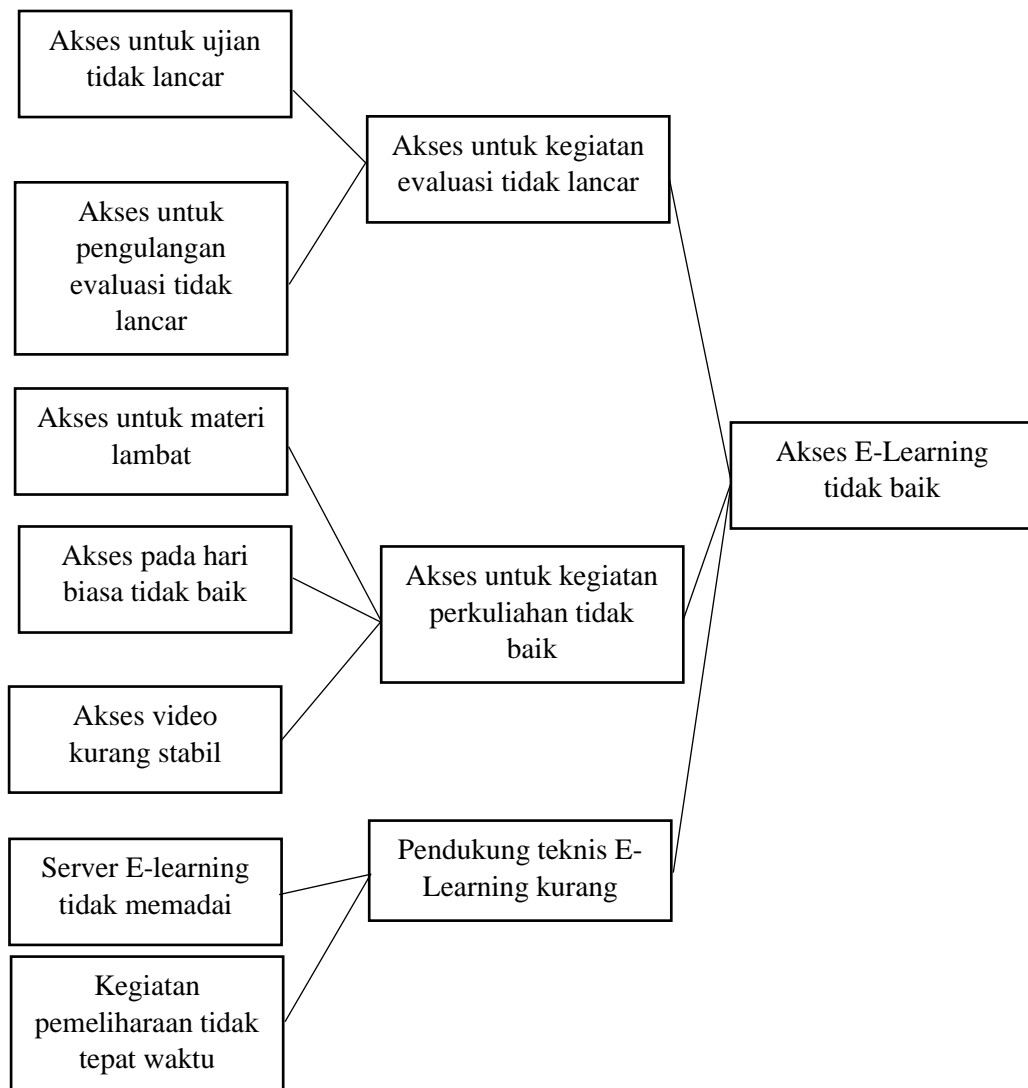 Akses untuk ujian
tidak lancar
Akses untuk kegiatan
evaluasi tidak lancar
Akses untuk
pengulangan
evaluasi tidak
lancar
Akses untuk materi
lambat
Akses E-Learning
tidak baik
Akses pada hari
biasa tidak baik
Akses untuk kegiatan
perkuliahan tidak
baik
Akses video
kurang stabil
Pendukung teknis E-
Learning kurang
Server E-learning
tidak memadai
Kegiatan
pemeliharaan tidak
tepat waktu